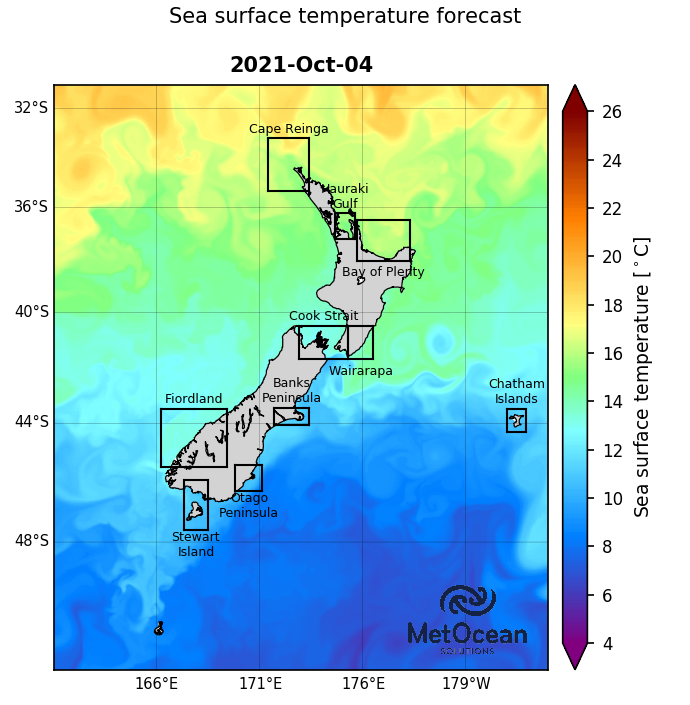 Sea surface temperature forecast
2021-Oct-04
32°S
36°S
40°S
44°S
48°S
166°E
171°E
176°E
179°W
Cape Reinga
Hauraki
Gulf
Bay of Plenty
Cook Strait
Wairarapa
Banks
Peninsula
Fiordland
Chatham
Islands
Otago
Peninsula
Stewart
Island
MetOcean
SOLUTIONS
26
24
22
20
18
16
14
12
10
8
6
4
Sea surface temperature [°C]